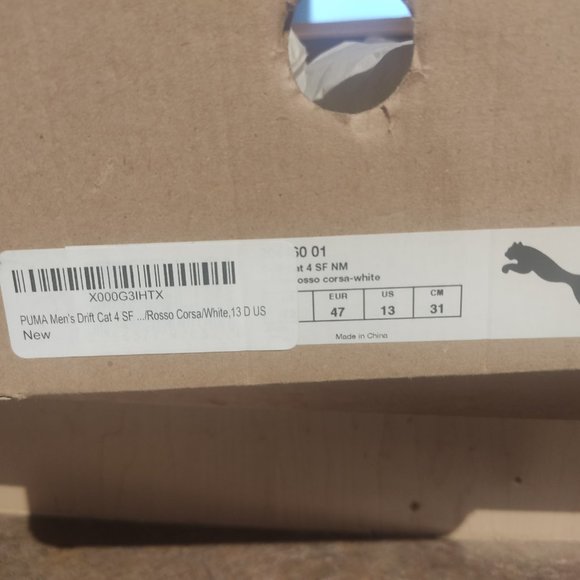 X000G3IHTX
PUMA Men's Drift Cat 4 SF .../Rosso Corsa/White,13 D US
New
60 01
at 4 SF NM
osso corsa-white
EUR US CM
47 13 31
Made in China